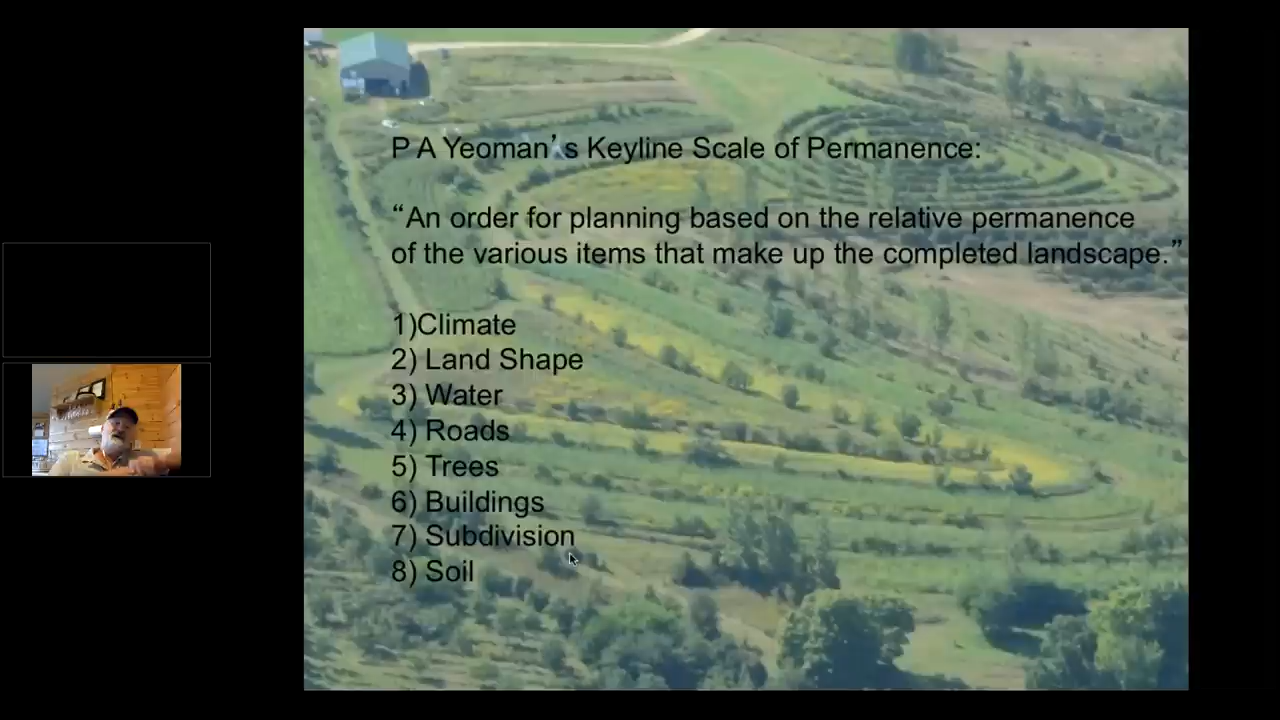 P A Yeoman’s Keyline Scale of Permanence:
“An order for planning based on the relative permanence
of the various items that make up the completed landscape.”
1)Climate
2) Land Shape
3) Water
4) Roads
5) Trees
6) Buildings
7) Subdivision
8) Soil